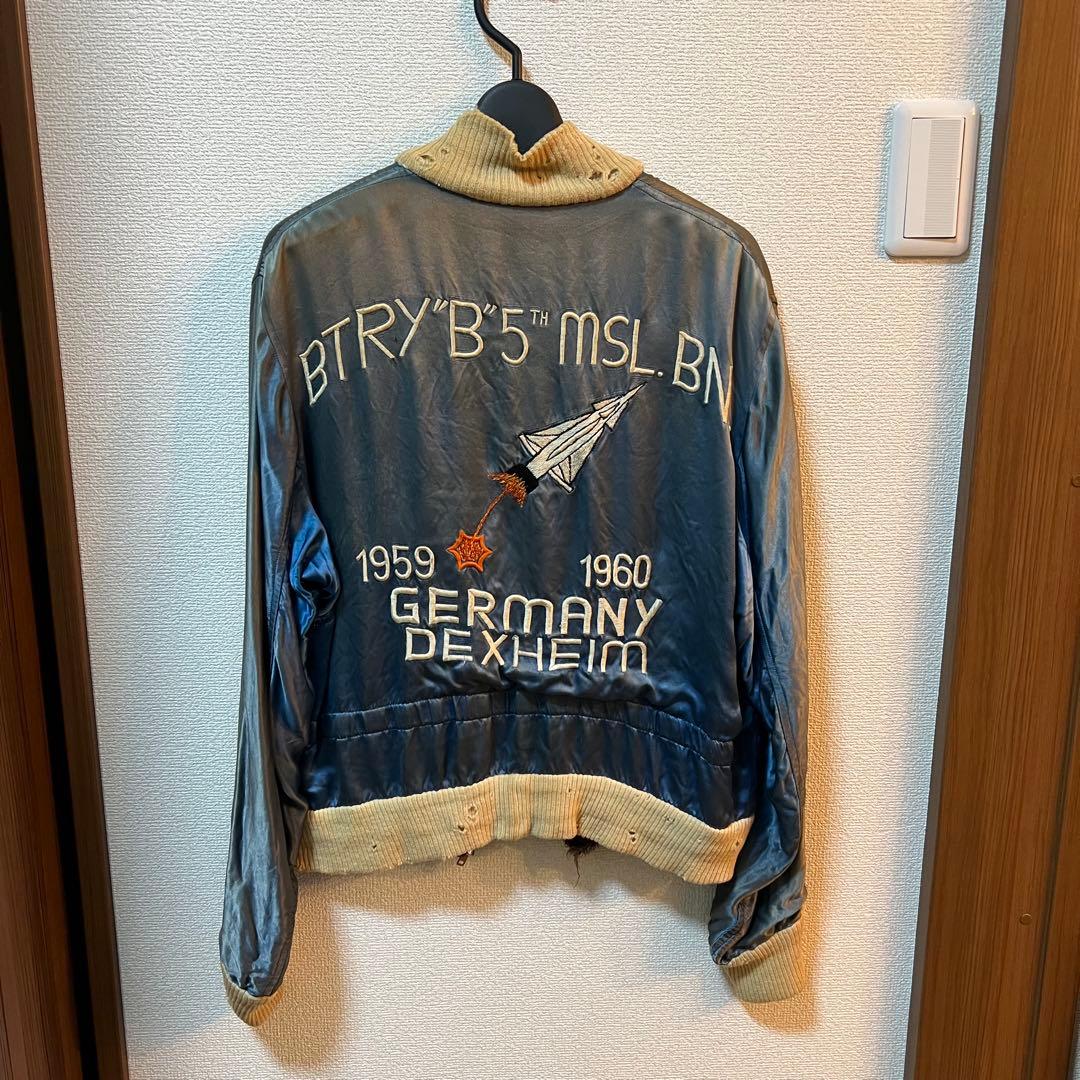 BTRY "B" 5TH MSL. BN
1959 1960
GERMANY
DEXHEIM